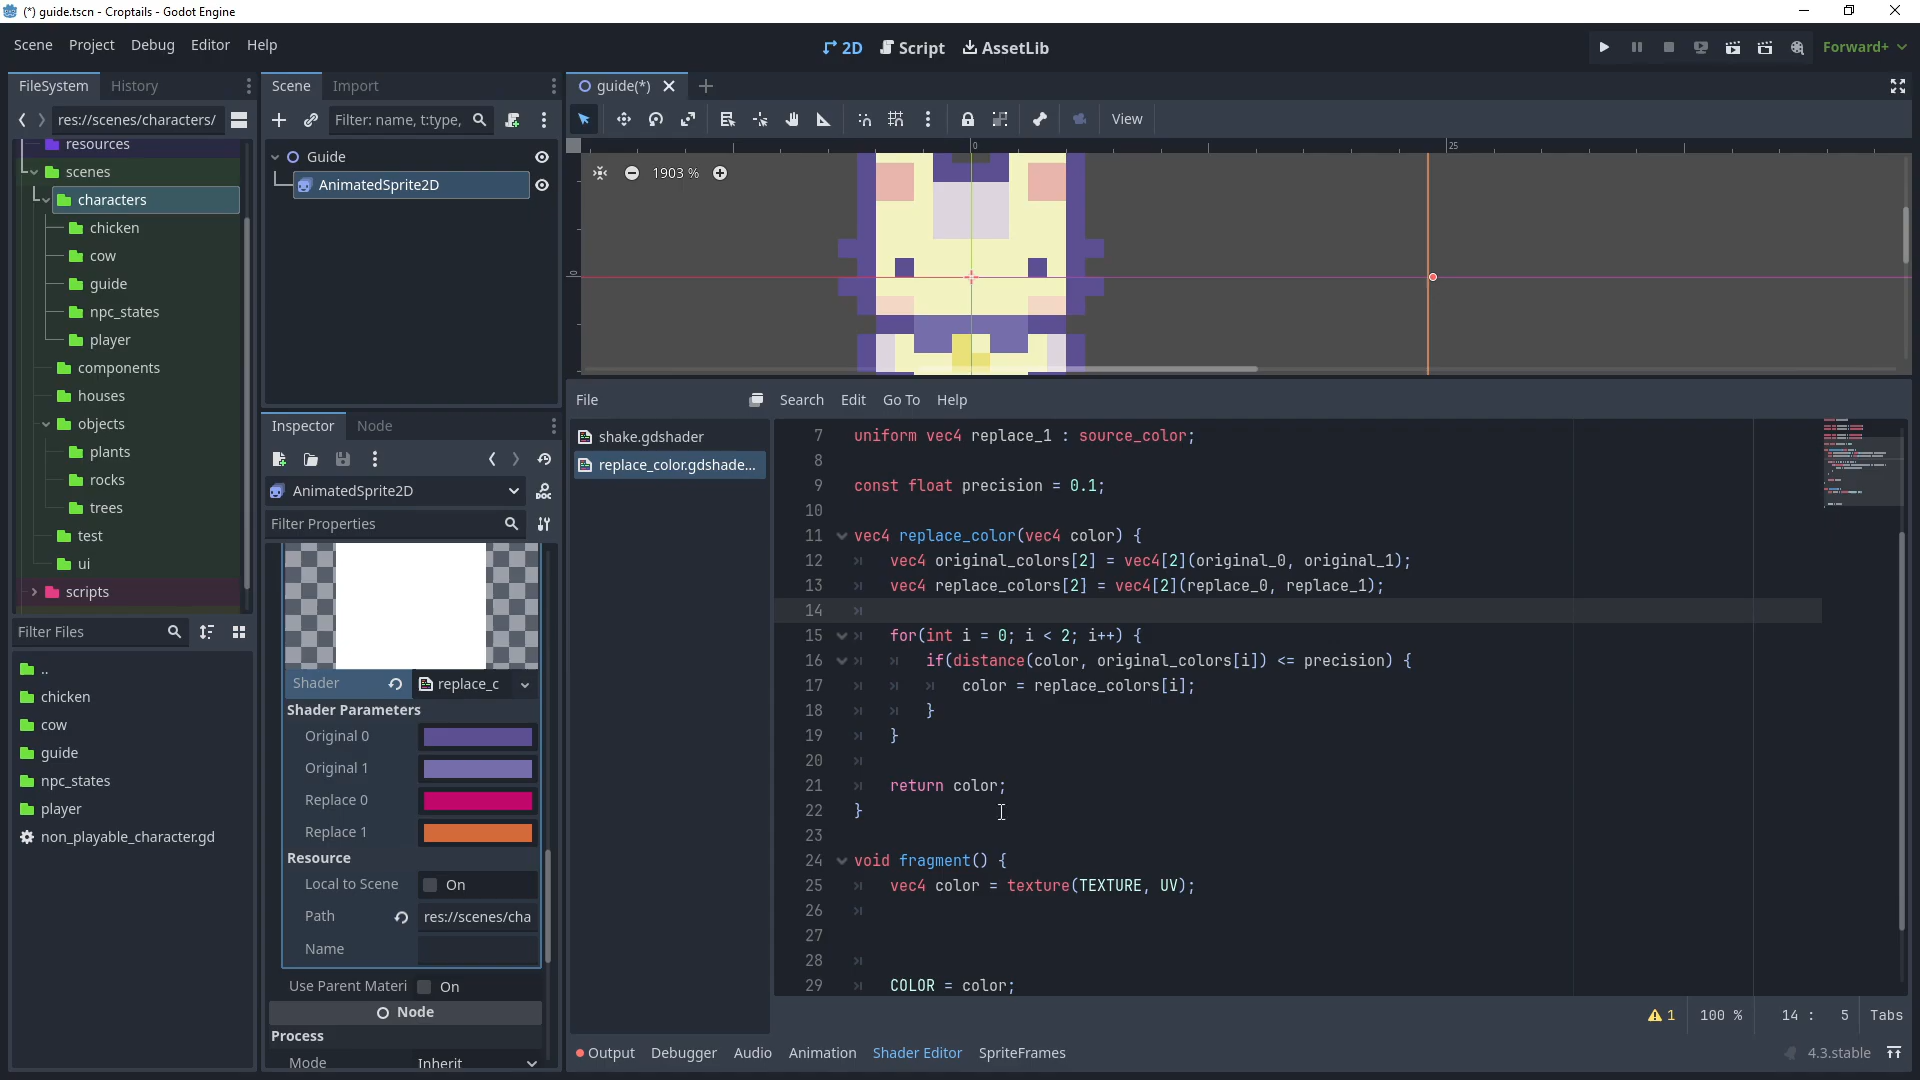 (*) guide.tscn - Croptails - Godot Engine
Scene Project Debug Editor Help
2D Script AssetLib
Forward+
FileSystem History
res://scenes/characters/
resources
scenes
characters
chicken
cow
guide
npc_states
player
components
houses
objects
plants
rocks
trees
test
ui
scripts
Filter Files
..
chicken
cow
guide
npc_states
player
non_playable_character.gd
Scene Import
Filter: name, t:type,
Guide
AnimatedSprite2D
Inspector Node
AnimatedSprite2D
Filter Properties
Shader replace_c
Shader Parameters
Original 0
Original 1
Replace 0
Replace 1
Resource
Local to Scene On
Path res://scenes/cha
Name
Use Parent Materi On
Node
Process
Mode Inherit
guide(*)
View
0 25
0
1903 %
File Search Edit Go To Help
shake.gdshader
replace_color.gdshade...
7 uniform vec4 replace_1 : source_color;
8
9 const float precision = 0.1;
10
11 vec4 replace_color(vec4 color) {
12 vec4 original_colors[2] = vec4[2](original_0, original_1);
13 vec4 replace_colors[2] = vec4[2](replace_0, replace_1);
14
15 for(int i = 0; i < 2; i++) {
16 if(distance(color, original_colors[i]) <= precision) {
17 color = replace_colors[i];
18 }
19 }
20
21 return color;
22 }
23
24 void fragment() {
25 vec4 color = texture(TEXTURE, UV);
26
27
28
29 COLOR = color;
1 100 % 14 : 5 Tabs
Output Debugger Audio Animation Shader Editor SpriteFrames
4.3.stable